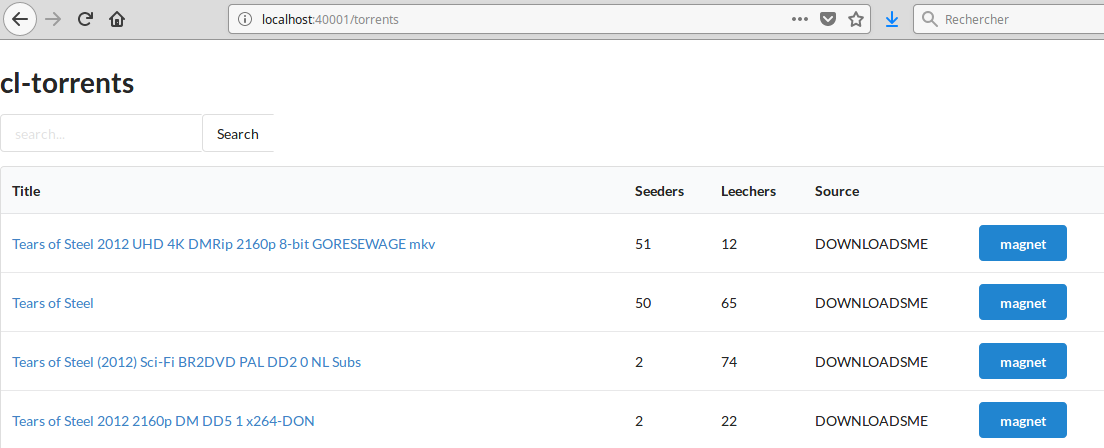 localhost:40001/torrents
Rechercher
cl-torrents
search...
Search
Title Seeders Leechers Source
Tears of Steel 2012 UHD 4K DMRip 2160p 8-bit GORESEWAGE mkv 51 12 DOWNLOADSME magnet
Tears of Steel 50 65 DOWNLOADSME magnet
Tears of Steel (2012) Sci-Fi BR2DVD PAL DD2 0 NL Subs 2 74 DOWNLOADSME magnet
Tears of Steel 2012 2160p DM DD5 1 x264-DON 2 22 DOWNLOADSME magnet